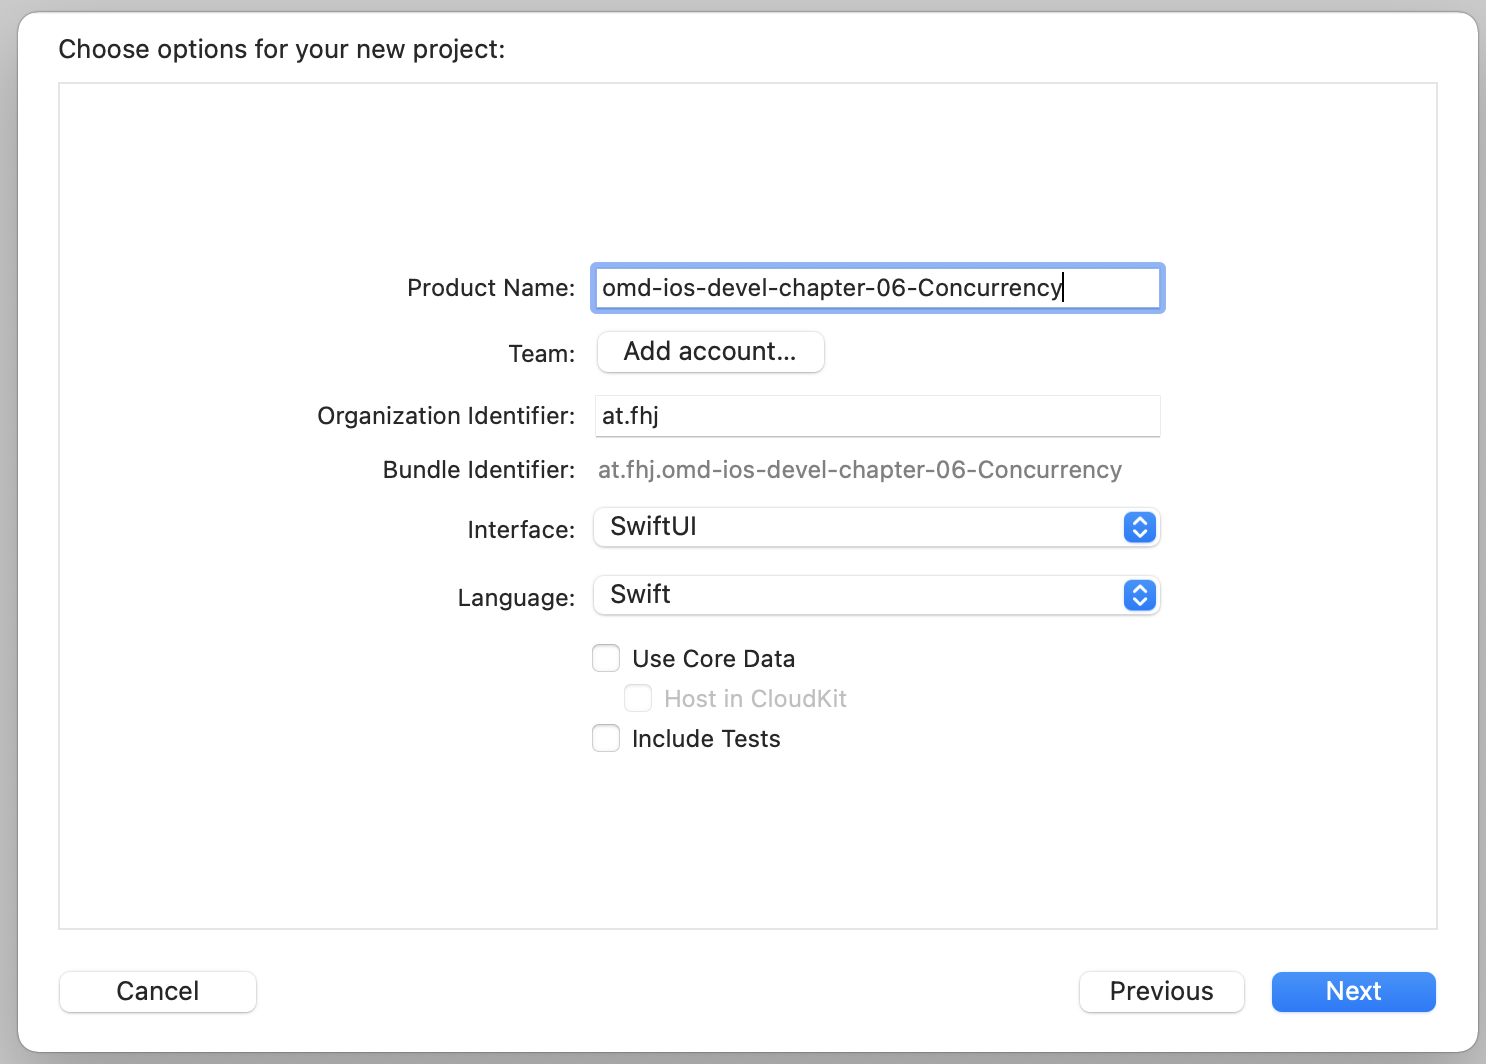 Choose options for your new project:
Product Name: omd-ios-devel-chapter-06-Concurrency
Team: Add account...
Organization Identifier: at.fhj
Bundle Identifier: at.fhj.omd-ios-devel-chapter-06-Concurrency
Interface: SwiftUI
Language: Swift
Use Core Data
Host in CloudKit
Include Tests
Cancel Previous Next